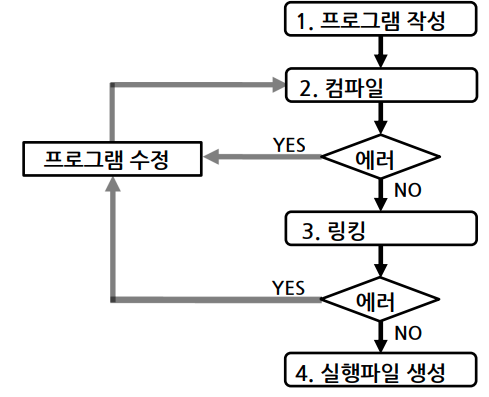 1. 프로그램 작성
2. 컴파일
YES
프로그램 수정
에러
NO
3. 링킹
YES
에러
NO
4. 실행파일 생성